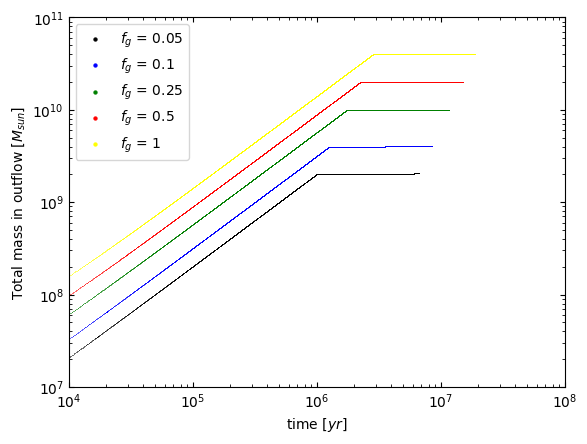 Total mass in outflow [M_sun]
10^11
10^10
10^9
10^8
10^7
f_g = 0.05
f_g = 0.1
f_g = 0.25
f_g = 0.5
f_g = 1
10^4 10^5 10^6 10^7 10^8
time [yr]